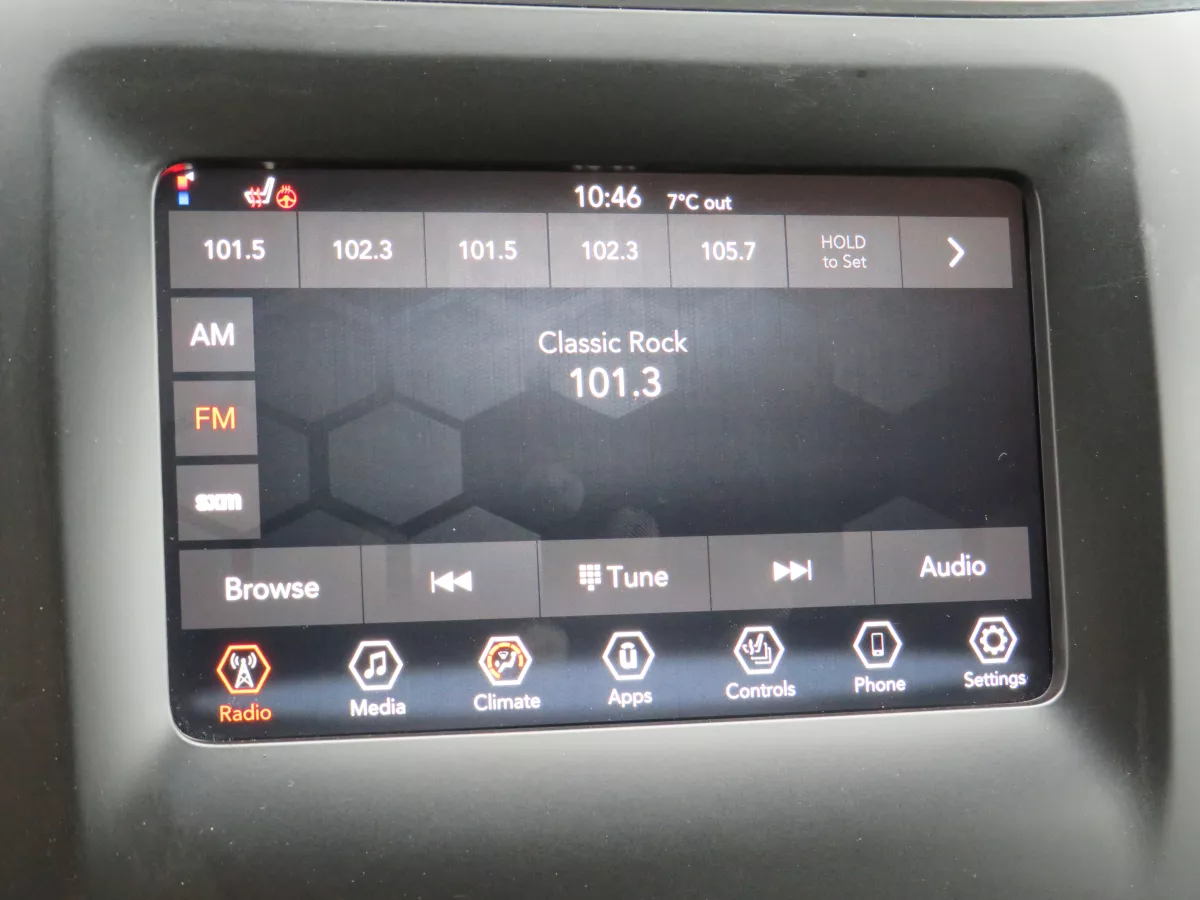 10:46 7°C out
101.5 102.3 101.5 102.3 105.7 HOLD
to Set
AM
Classic Rock
101.3
FM
sxm
Browse Tune Audio
Radio Media Climate Apps Controls Phone Settings